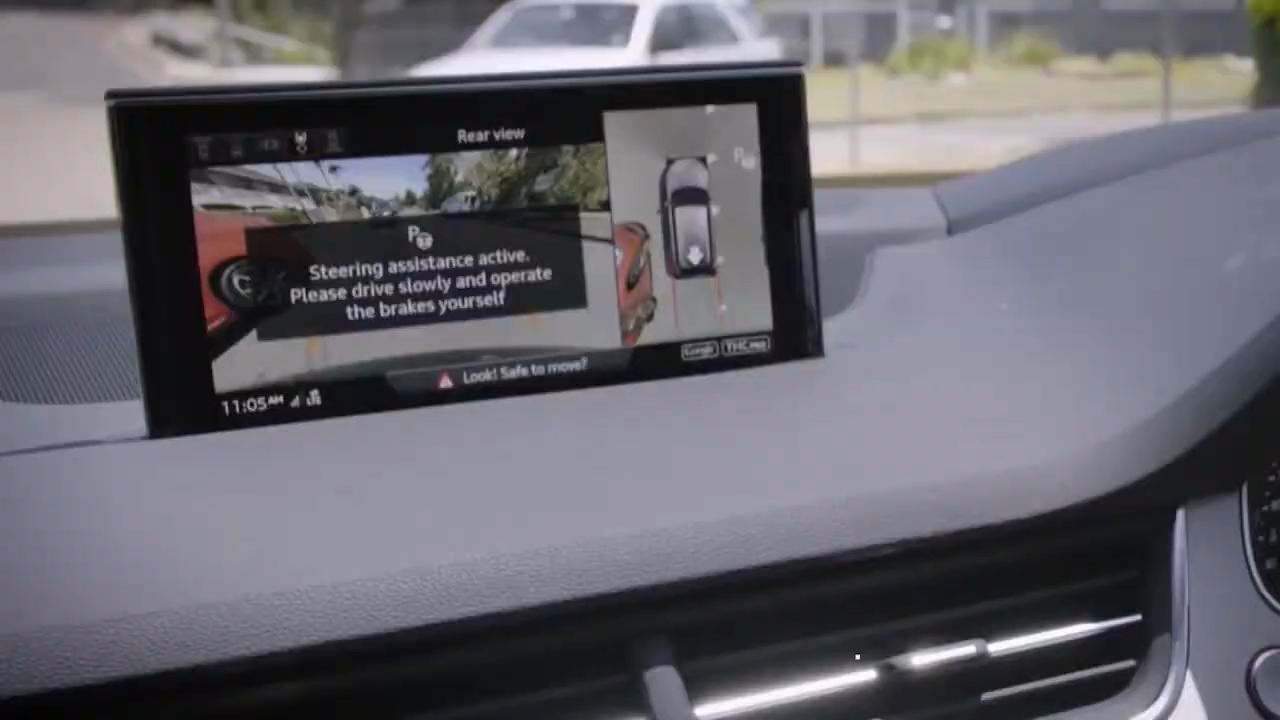 Rear view
P
Steering assistance active.
Please drive slowly and operate
the brakes yourself
P
Look! Safe to move?
Google
11:05AM